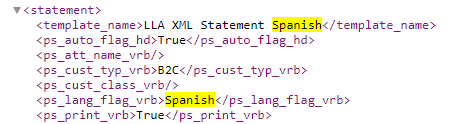 ▼<statement>
<template_name>LLA XML Statement Spanish</template_name>
<ps_auto_flag_hd>True</ps_auto_flag_hd>
<ps_att_name_vrb/>
<ps_cust_typ_vrb>B2C</ps_cust_typ_vrb>
<ps_cust_class_vrb/>
<ps_lang_flag_vrb>Spanish</ps_lang_flag_vrb>
<ps_print_vrb>True</ps_print_vrb>